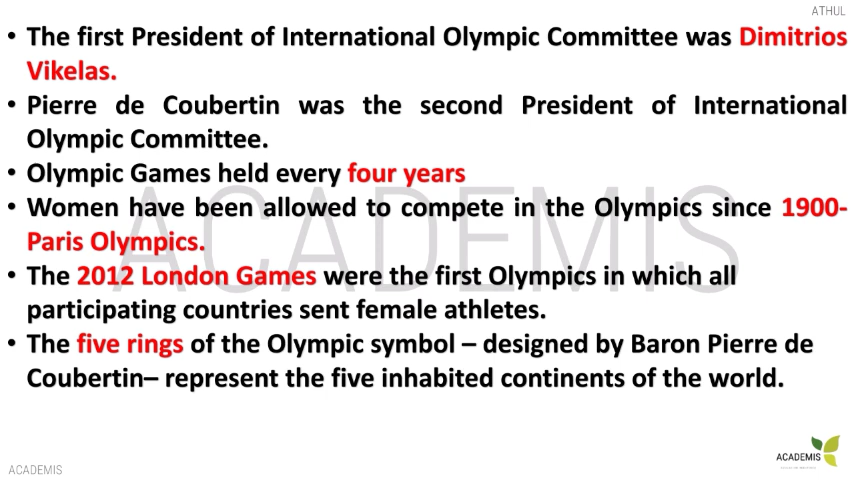 ATHUL
• The first President of International Olympic Committee was Dimitrios
Vikelas.
• Pierre de Coubertin was the second President of International
Olympic Committee.
• Olympic Games held every four years
• Women have been allowed to compete in the Olympics since 1900-
Paris Olympics.
• The 2012 London Games were the first Olympics in which all
participating countries sent female athletes.
• The five rings of the Olympic symbol – designed by Baron Pierre de
Coubertin– represent the five inhabited continents of the world.
ACADEMIS
ACADEMIS
ACADEMIS